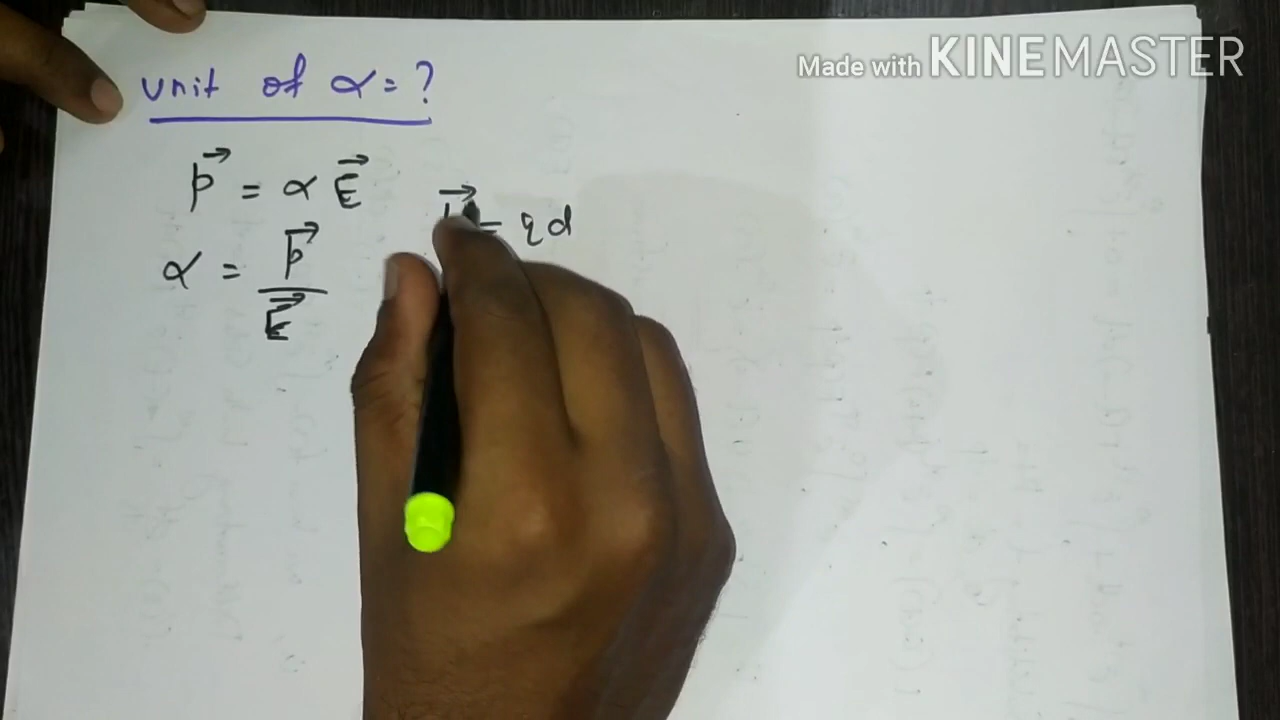 Made with KINEMASTER
unit of α = ?
p⃗ = α E⃗
= qd
α = p⃗ / E⃗